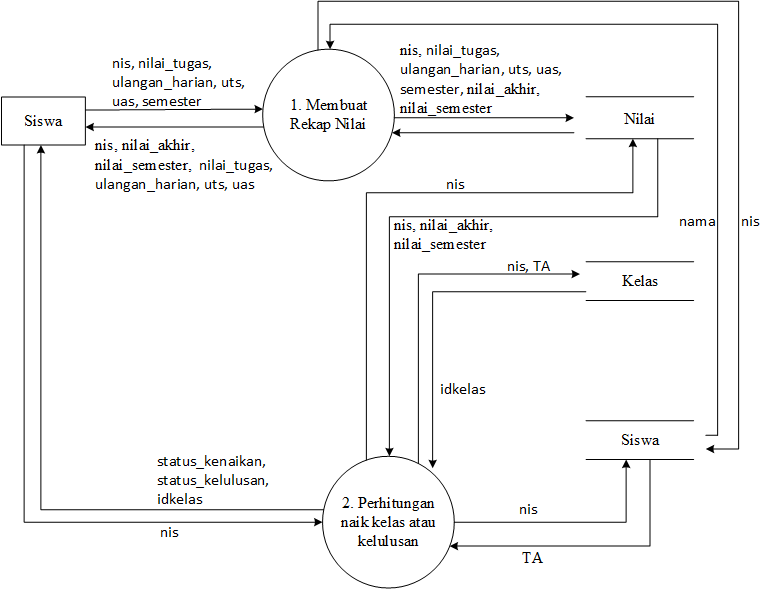 nis, nilai_tugas,
ulangan_harian, uts,
uas, semester
Siswa
nis, nilai_akhir,
nilai_semester, nilai_tugas,
ulangan_harian, uts, uas
1. Membuat
Rekap Nilai
nis, nilai_tugas,
ulangan_harian, uts, uas,
semester, nilai_akhir,
nilai_semester
Nilai
nis
nama
nis
nis, nilai_akhir,
nilai_semester
nis, TA
Kelas
idkelas
Siswa
status_kenaikan,
status_kelulusan,
idkelas
nis
2. Perhitungan
naik kelas atau
kelulusan
nis
TA